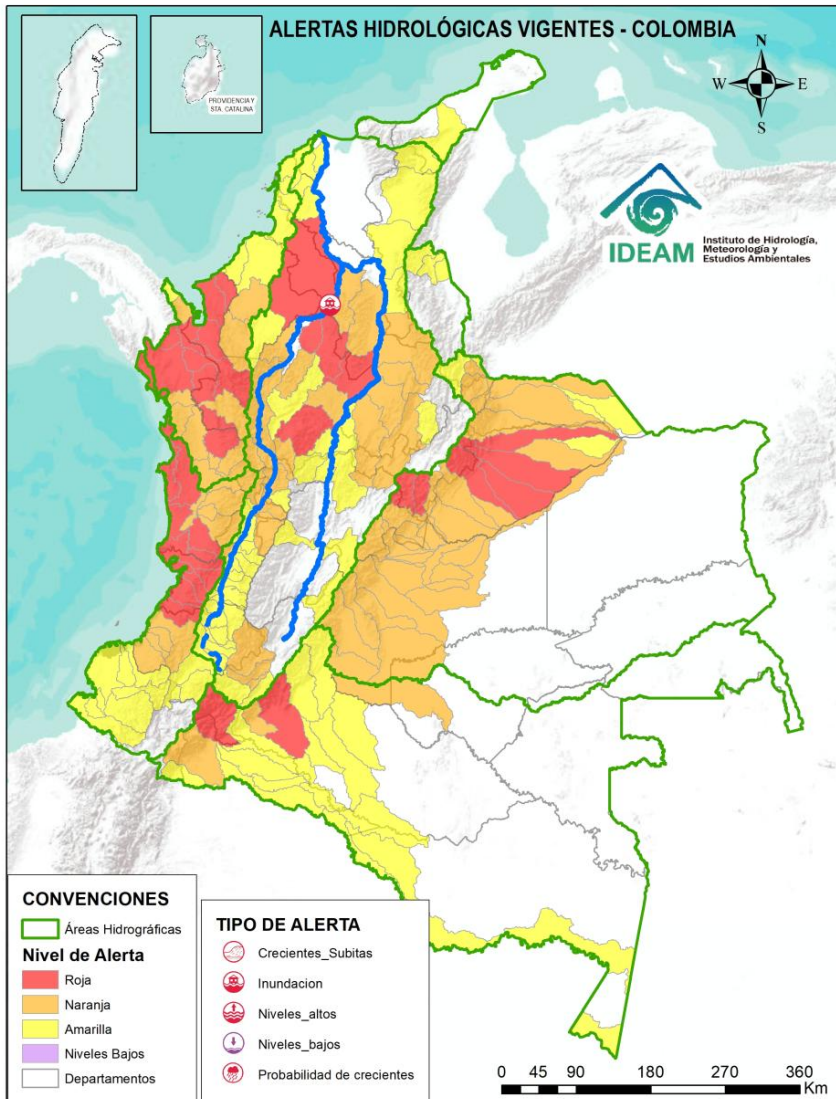 ALERTAS HIDROLÓGICAS VIGENTES - COLOMBIA
PROVIDENCIA Y
STA. CATALINA
N
W
E
S
IDEAM
Instituto de Hidrología,
Meteorología y
Estudios Ambientales
CONVENCIONES
Áreas Hidrográficas
Nivel de Alerta
Roja
Naranja
Amarilla
Niveles Bajos
Departamentos
TIPO DE ALERTA
Crecientes_Subitas
Inundacion
Niveles_altos
Niveles_bajos
Probabilidad de crecientes
0 45 90 180 270 360
Km